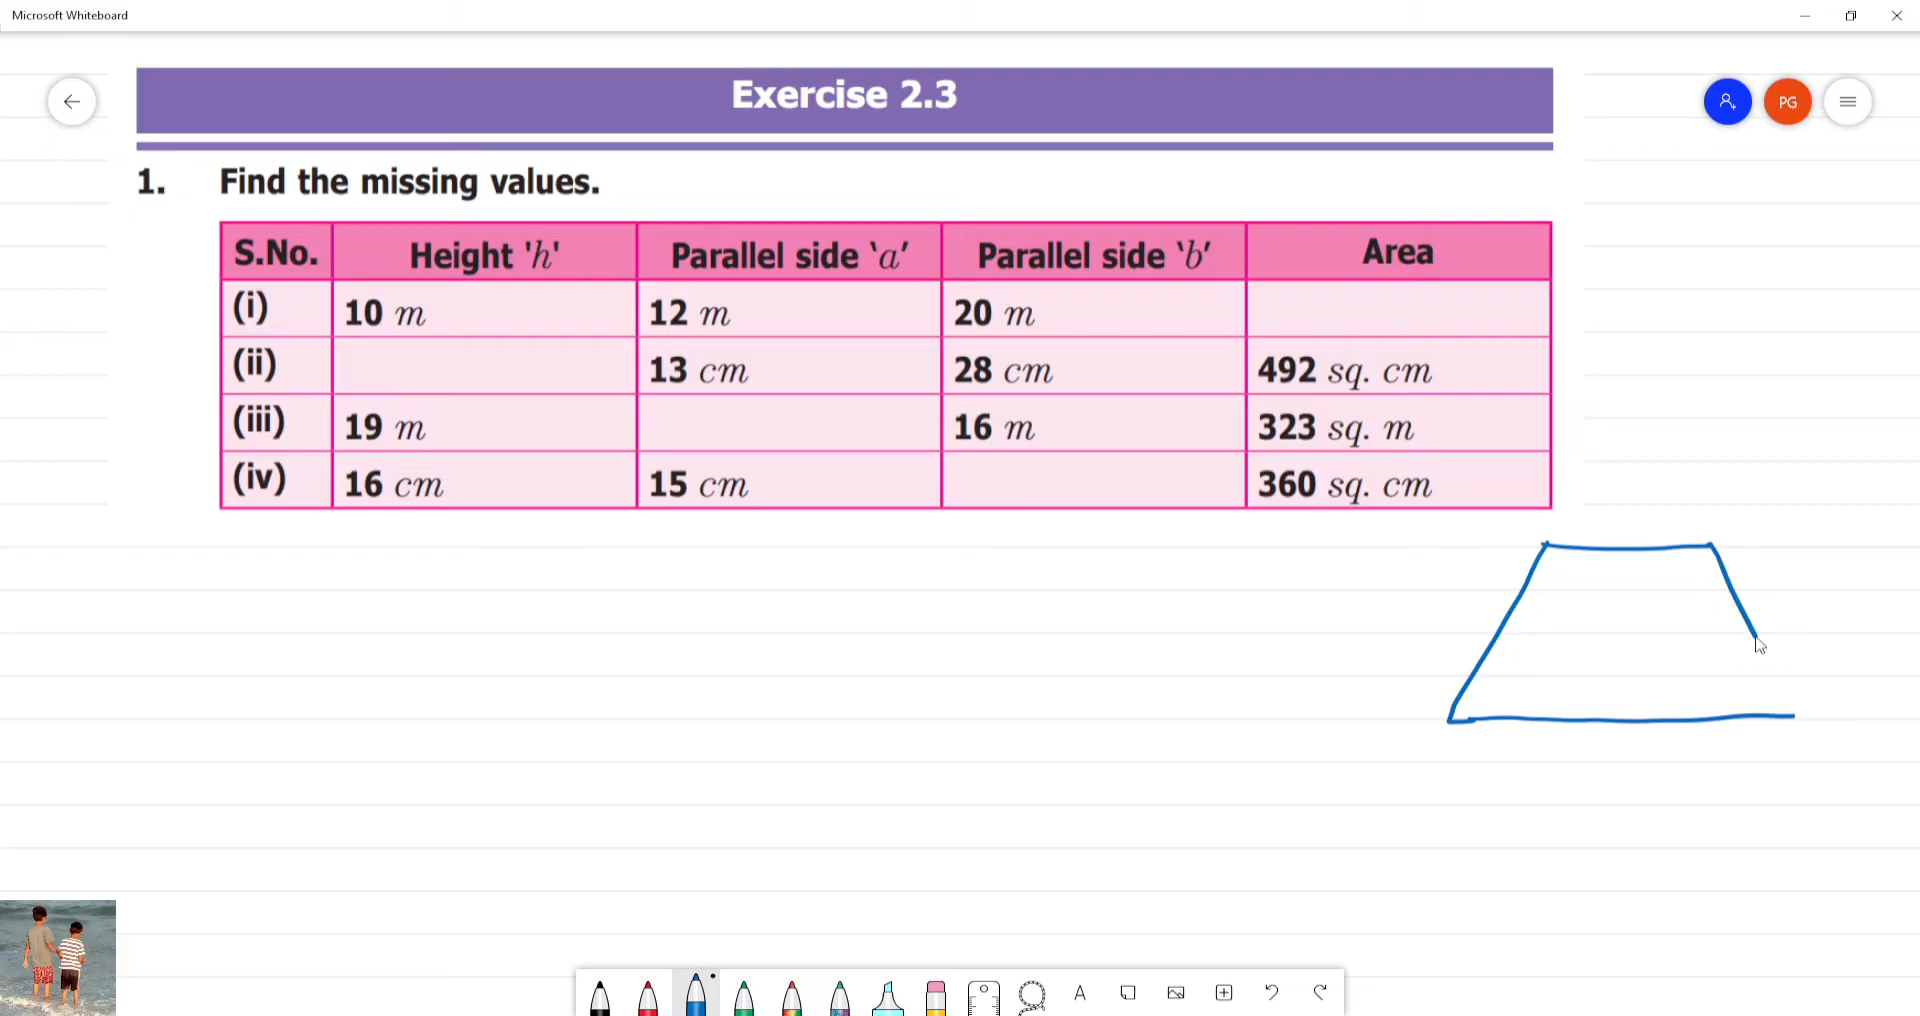 Microsoft Whiteboard
Exercise 2.3
PG
1. Find the missing values.
S.No. Height 'h' Parallel side ‘a’ Parallel side ‘b’ Area
(i) 10 m 12 m 20 m
(ii) 13 cm 28 cm 492 sq. cm
(iii) 19 m 16 m 323 sq. m
(iv) 16 cm 15 cm 360 sq. cm
A